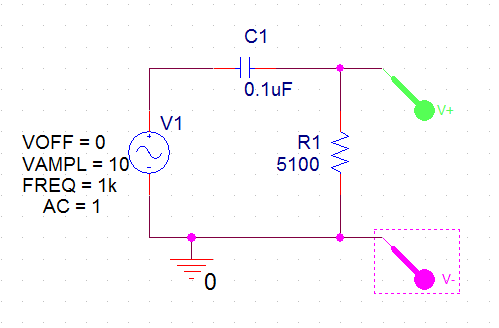 C1
0.1uF
V+
V1
VOFF = 0
VAMPL = 10
FREQ = 1k
AC = 1
R1
5100
V-
0